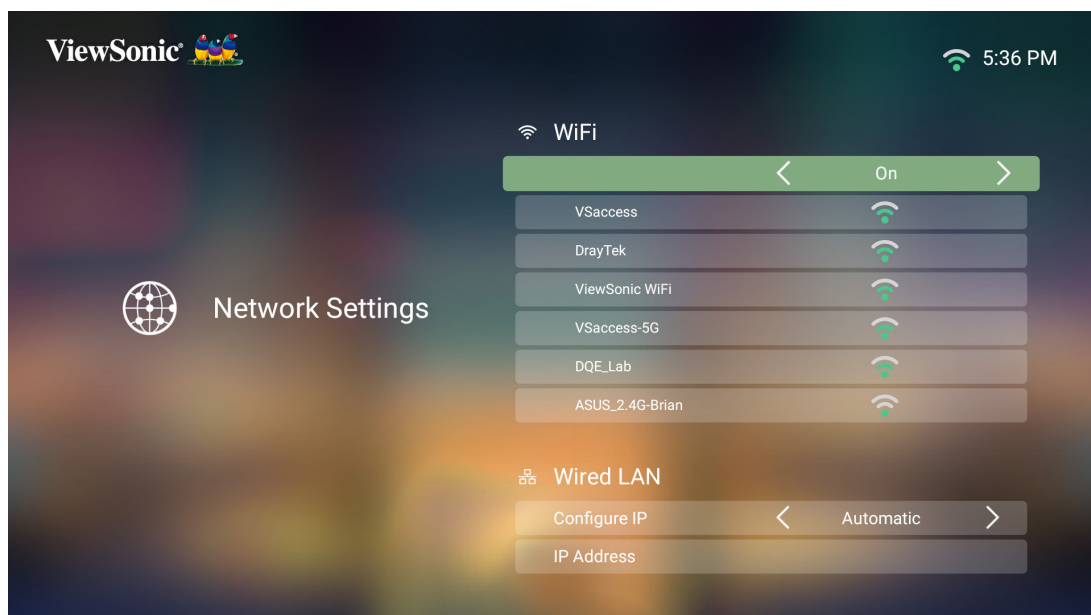 ViewSonic
5:36 PM
WiFi
On
VSaccess
DrayTek
ViewSonic WiFi
VSaccess-5G
DQE_Lab
ASUS_2.4G-Brian
Network Settings
Wired LAN
Configure IP Automatic
IP Address